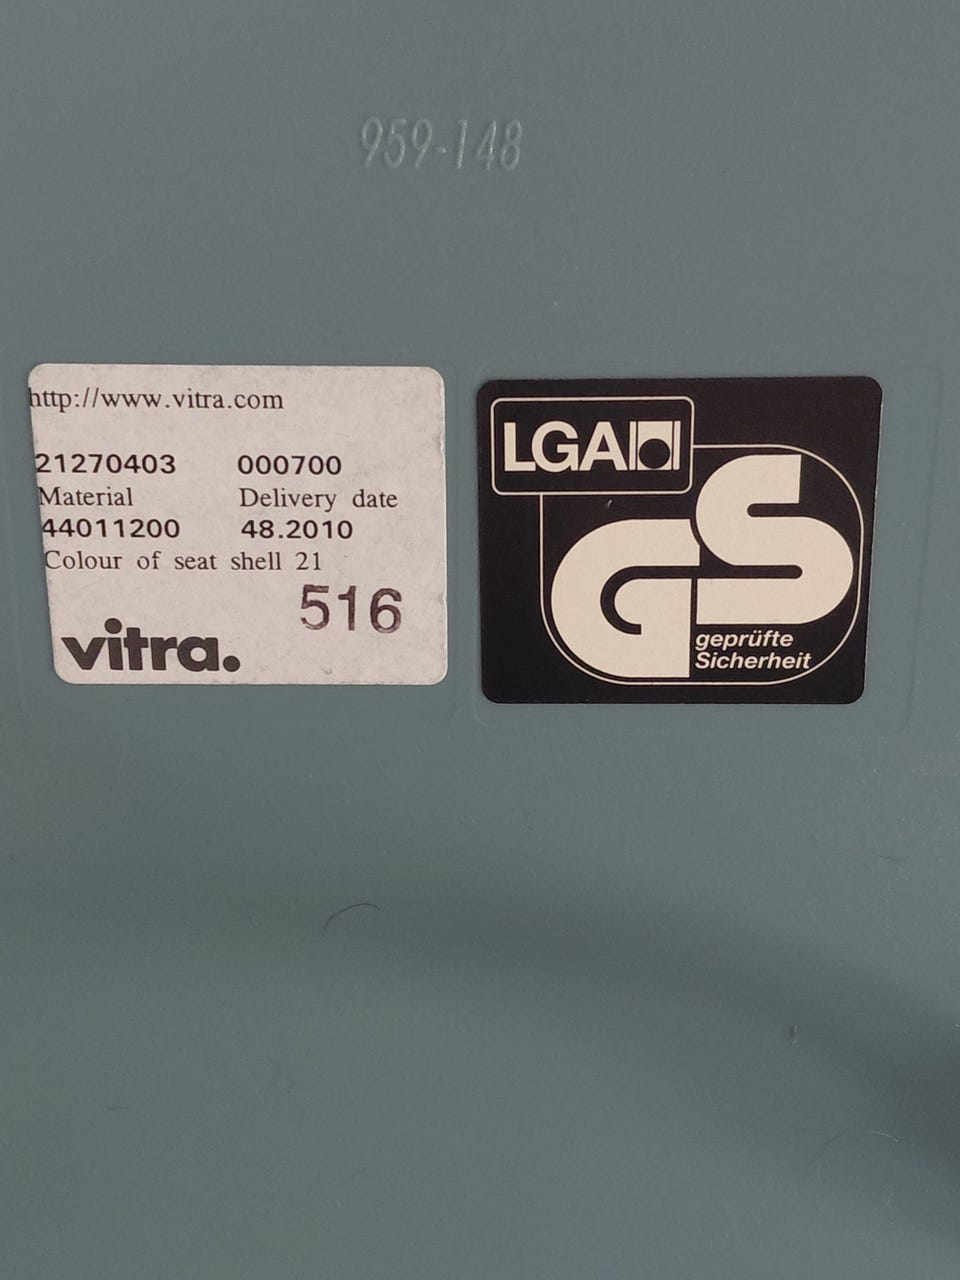 959-148
http://www.vitra.com
21270403 000700
Material Delivery date
44011200 48.2010
Colour of seat shell 21
516
vitra.
LGA
GS
geprüfte
Sicherheit